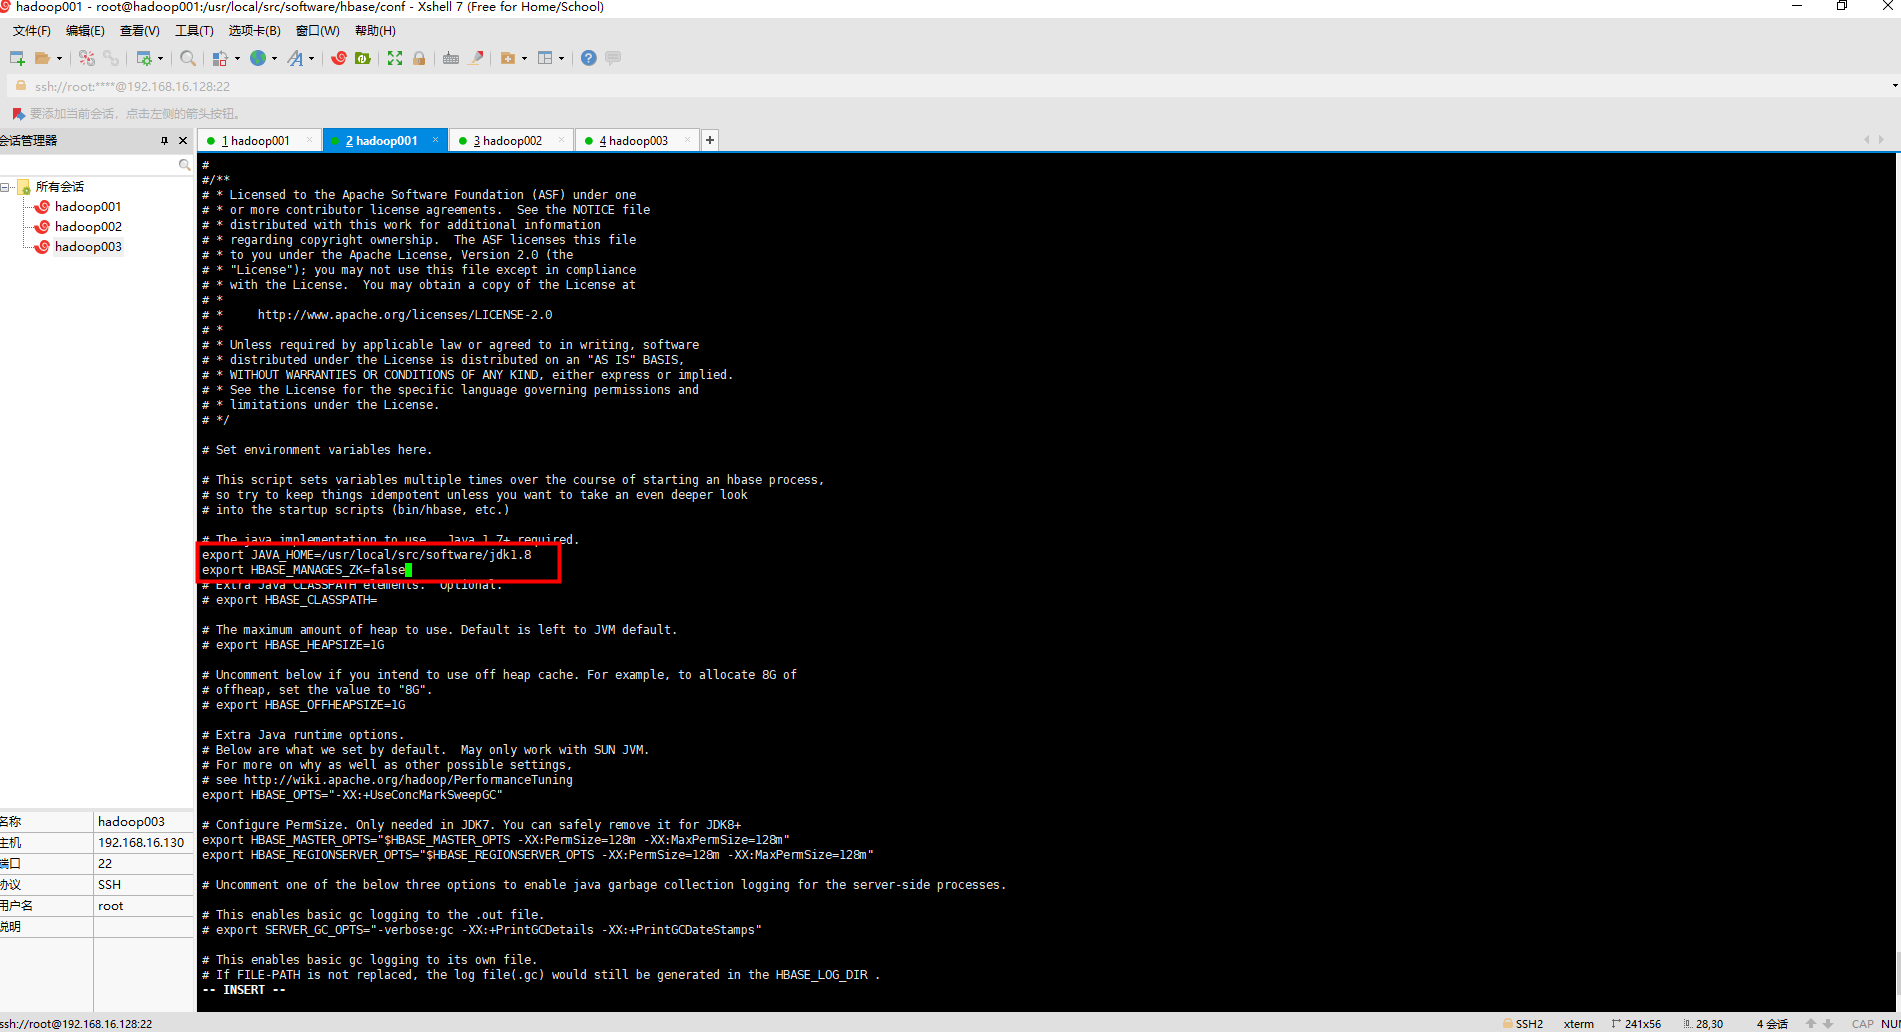 hadoop001 - root@hadoop001:/usr/local/src/software/hbase/conf - Xshell 7 (Free for Home/School)
文件(F) 编辑(E) 查看(V) 工具(T) 选项卡(B) 窗口(W) 帮助(H)
ssh://root:****@192.168.16.128:22
要添加当前会话，点击左侧的箭头按钮。
会话管理器
1 hadoop001 2 hadoop001 3 hadoop002 4 hadoop003 +
所有会话
hadoop001
hadoop002
hadoop003
名称 hadoop003
主机 192.168.16.130
端口 22
协议 SSH
用户名 root
说明
#
#/**
# * Licensed to the Apache Software Foundation (ASF) under one
# * or more contributor license agreements.  See the NOTICE file
# * distributed with this work for additional information
# * regarding copyright ownership.  The ASF licenses this file
# * to you under the Apache License, Version 2.0 (the
# * "License"); you may not use this file except in compliance
# * with the License.  You may obtain a copy of the License at
# *
# *     http://www.apache.org/licenses/LICENSE-2.0
# *
# * Unless required by applicable law or agreed to in writing, software
# * distributed under the License is distributed on an "AS IS" BASIS,
# * WITHOUT WARRANTIES OR CONDITIONS OF ANY KIND, either express or implied.
# * See the License for the specific language governing permissions and
# * limitations under the License.
# */
# Set environment variables here.
# This script sets variables multiple times over the course of starting an hbase process,
# so try to keep things idempotent unless you want to take an even deeper look
# into the startup scripts (bin/hbase, etc.)
# The java implementation to use.  Java 1.7+ required.
export JAVA_HOME=/usr/local/src/software/jdk1.8
export HBASE_MANAGES_ZK=false
# Extra Java CLASSPATH elements.  Optional.
# export HBASE_CLASSPATH=
# The maximum amount of heap to use. Default is left to JVM default.
# export HBASE_HEAPSIZE=1G
# Uncomment below if you intend to use off heap cache. For example, to allocate 8G of
# offheap, set the value to "8G".
# export HBASE_OFFHEAPSIZE=1G
# Extra Java runtime options.
# Below are what we set by default.  May only work with SUN JVM.
# For more on why as well as other possible settings,
# see http://wiki.apache.org/hadoop/PerformanceTuning
export HBASE_OPTS="-XX:+UseConcMarkSweepGC"
# Configure PermSize. Only needed in JDK7. You can safely remove it for JDK8+
export HBASE_MASTER_OPTS="$HBASE_MASTER_OPTS -XX:PermSize=128m -XX:MaxPermSize=128m"
export HBASE_REGIONSERVER_OPTS="$HBASE_REGIONSERVER_OPTS -XX:PermSize=128m -XX:MaxPermSize=128m"
# Uncomment one of the below three options to enable java garbage collection logging for the server-side processes.
# This enables basic gc logging to the .out file.
# export SERVER_GC_OPTS="-verbose:gc -XX:+PrintGCDetails -XX:+PrintGCDateStamps"
# This enables basic gc logging to its own file.
# If FILE-PATH is not replaced, the log file(.gc) would still be generated in the HBASE_LOG_DIR .
-- INSERT --
ssh://root@192.168.16.128:22 SSH2 xterm 241x56 28,30 4 会话 CAP NU